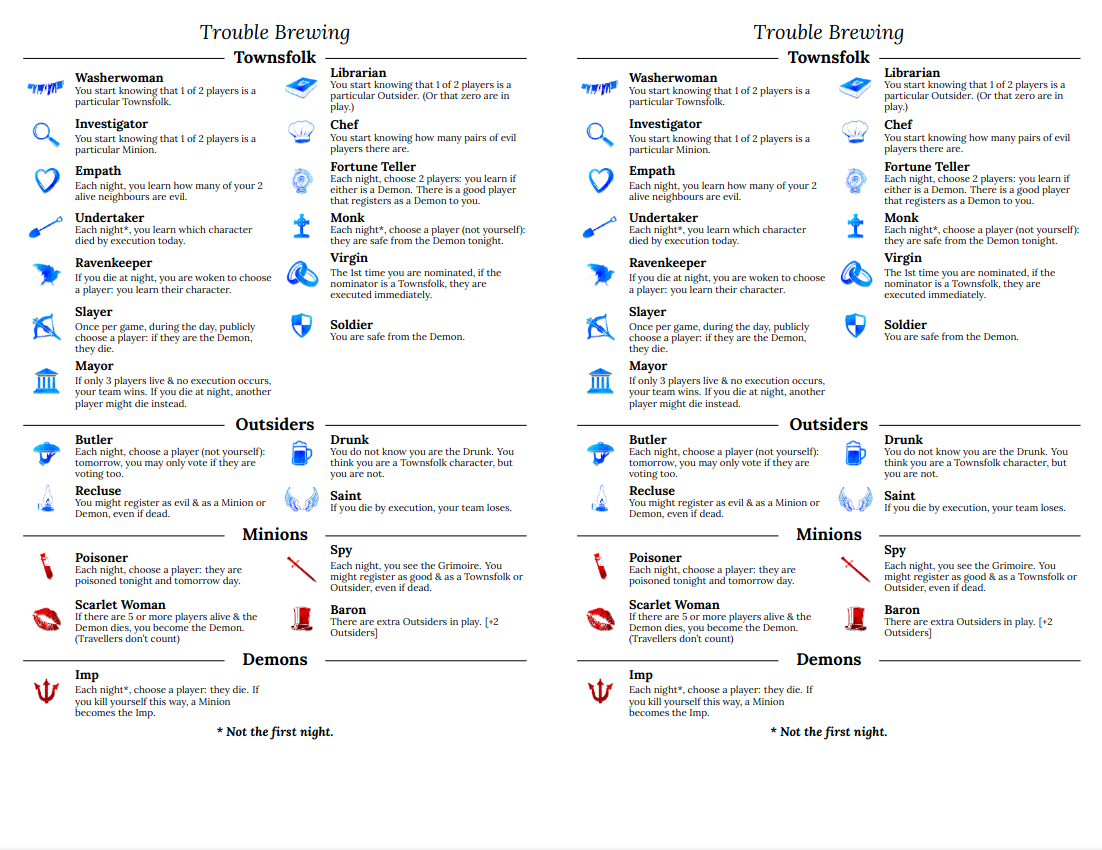 Trouble Brewing
Townsfolk
Washerwoman
You start knowing that 1 of 2 players is a
particular Townsfolk.
Librarian
You start knowing that 1 of 2 players is a
particular Outsider. (Or that zero are in
play.)
Investigator
You start knowing that 1 of 2 players is a
particular Minion.
Chef
You start knowing how many pairs of evil
players there are.
Empath
Each night, you learn how many of your 2
alive neighbours are evil.
Fortune Teller
Each night, choose 2 players: you learn if
either is a Demon. There is a good player
that registers as a Demon to you.
Undertaker
Each night*, you learn which character
died by execution today.
Monk
Each night*, choose a player (not yourself):
they are safe from the Demon tonight.
Ravenkeeper
If you die at night, you are woken to choose
a player: you learn their character.
Virgin
The 1st time you are nominated, if the
nominator is a Townsfolk, they are
executed immediately.
Slayer
Once per game, during the day, publicly
choose a player: if they are the Demon,
they die.
Soldier
You are safe from the Demon.
Mayor
If only 3 players live & no execution occurs,
your team wins. If you die at night, another
player might die instead.
Outsiders
Butler
Each night, choose a player (not yourself):
tomorrow, you may only vote if they are
voting too.
Drunk
You do not know you are the Drunk. You
think you are a Townsfolk character, but
you are not.
Recluse
You might register as evil & as a Minion or
Demon, even if dead.
Saint
If you die by execution, your team loses.
Minions
Poisoner
Each night, choose a player: they are
poisoned tonight and tomorrow day.
Spy
Each night, you see the Grimoire. You
might register as good & as a Townsfolk or
Outsider, even if dead.
Scarlet Woman
If there are 5 or more players alive & the
Demon dies, you become the Demon.
(Travellers don't count)
Baron
There are extra Outsiders in play. [+2
Outsiders]
Demons
Imp
Each night*, choose a player: they die. If
you kill yourself this way, a Minion
becomes the Imp.
* Not the first night.
Trouble Brewing
Townsfolk
Washerwoman
You start knowing that 1 of 2 players is a
particular Townsfolk.
Librarian
You start knowing that 1 of 2 players is a
particular Outsider. (Or that zero are in
play.)
Investigator
You start knowing that 1 of 2 players is a
particular Minion.
Chef
You start knowing how many pairs of evil
players there are.
Empath
Each night, you learn how many of your 2
alive neighbours are evil.
Fortune Teller
Each night, choose 2 players: you learn if
either is a Demon. There is a good player
that registers as a Demon to you.
Undertaker
Each night*, you learn which character
died by execution today.
Monk
Each night*, choose a player (not yourself):
they are safe from the Demon tonight.
Ravenkeeper
If you die at night, you are woken to choose
a player: you learn their character.
Virgin
The 1st time you are nominated, if the
nominator is a Townsfolk, they are
executed immediately.
Slayer
Once per game, during the day, publicly
choose a player: if they are the Demon,
they die.
Soldier
You are safe from the Demon.
Mayor
If only 3 players live & no execution occurs,
your team wins. If you die at night, another
player might die instead.
Outsiders
Butler
Each night, choose a player (not yourself):
tomorrow, you may only vote if they are
voting too.
Drunk
You do not know you are the Drunk. You
think you are a Townsfolk character, but
you are not.
Recluse
You might register as evil & as a Minion or
Demon, even if dead.
Saint
If you die by execution, your team loses.
Minions
Poisoner
Each night, choose a player: they are
poisoned tonight and tomorrow day.
Spy
Each night, you see the Grimoire. You
might register as good & as a Townsfolk or
Outsider, even if dead.
Scarlet Woman
If there are 5 or more players alive & the
Demon dies, you become the Demon.
(Travellers don't count)
Baron
There are extra Outsiders in play. [+2
Outsiders]
Demons
Imp
Each night*, choose a player: they die. If
you kill yourself this way, a Minion
becomes the Imp.
* Not the first night.